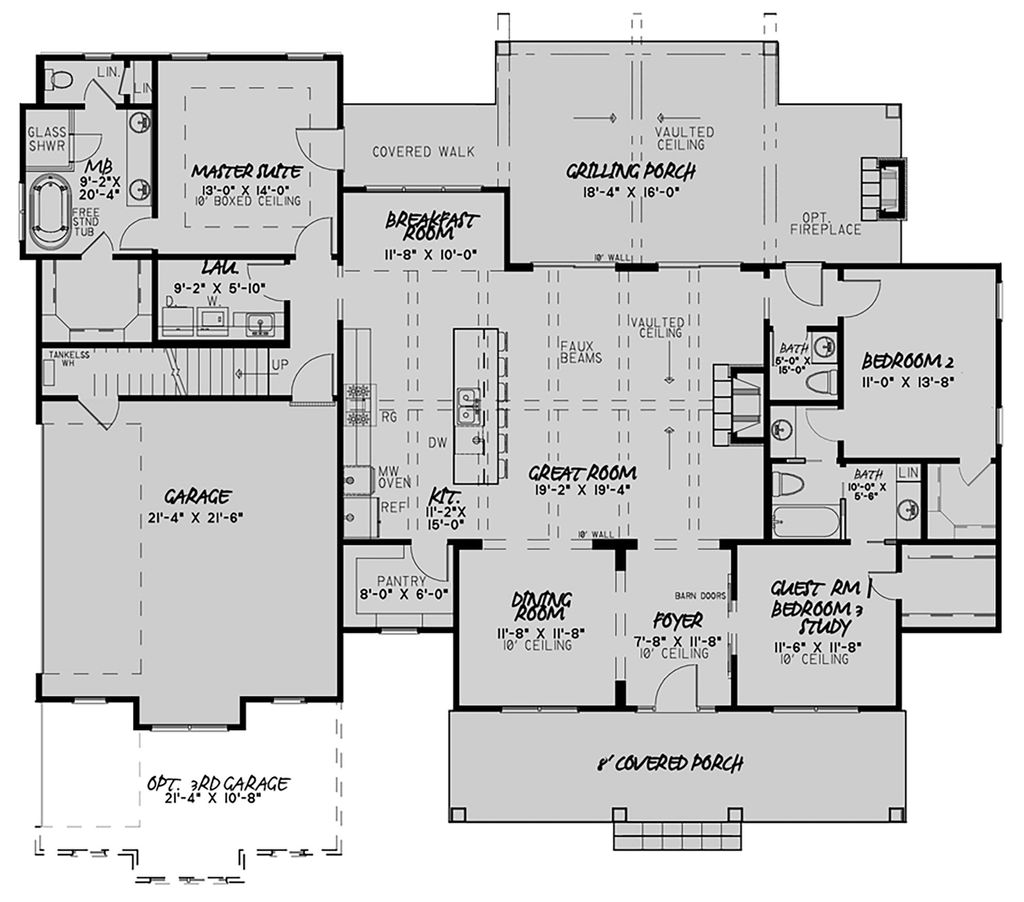 LIN.
LIN
GLASS
SHWR
MB
9'-2"X
20'-4"
FREE
STND
TUB
MASTER SUITE
13'-0" X 14'-0"
10' BOXED CEILING
COVERED WALK
VAULTED
CEILING
GRILLING PORCH
18'-4" X 16'-0"
OPT.
FIREPLACE
10' WALL
BREAKFAST
ROOM
11'-8" X 10'-0"
LAU.
9'-2" X 5'-10"
D.
W.
TANKELSS
WH
UP
VAULTED
CEILING
FAUX
BEAMS
BATH
5'-0" X
15'-0"
BEDROOM 2
11'-0" X 13'-8"
RG
DW
MW
OVEN
REF
KIT.
11'-2"X
15'-0"
GREAT ROOM
19'-2" X 19'-4"
10' WALL
BATH
10'-0" X
5'-6"
LIN
GARAGE
21'-4" X 21'-6"
PANTRY
8'-0" X 6'-0"
DINING
ROOM
11'-8" X 11'-8"
10' CEILING
BARN DOORS
FOYER
7'-8" X 11'-8"
10' CEILING
GUEST RM /
BEDROOM 3
STUDY
11'-6" X 11'-8"
10' CEILING
8' COVERED PORCH
OPT. 3RD GARAGE
21'-4" X 10'-8"